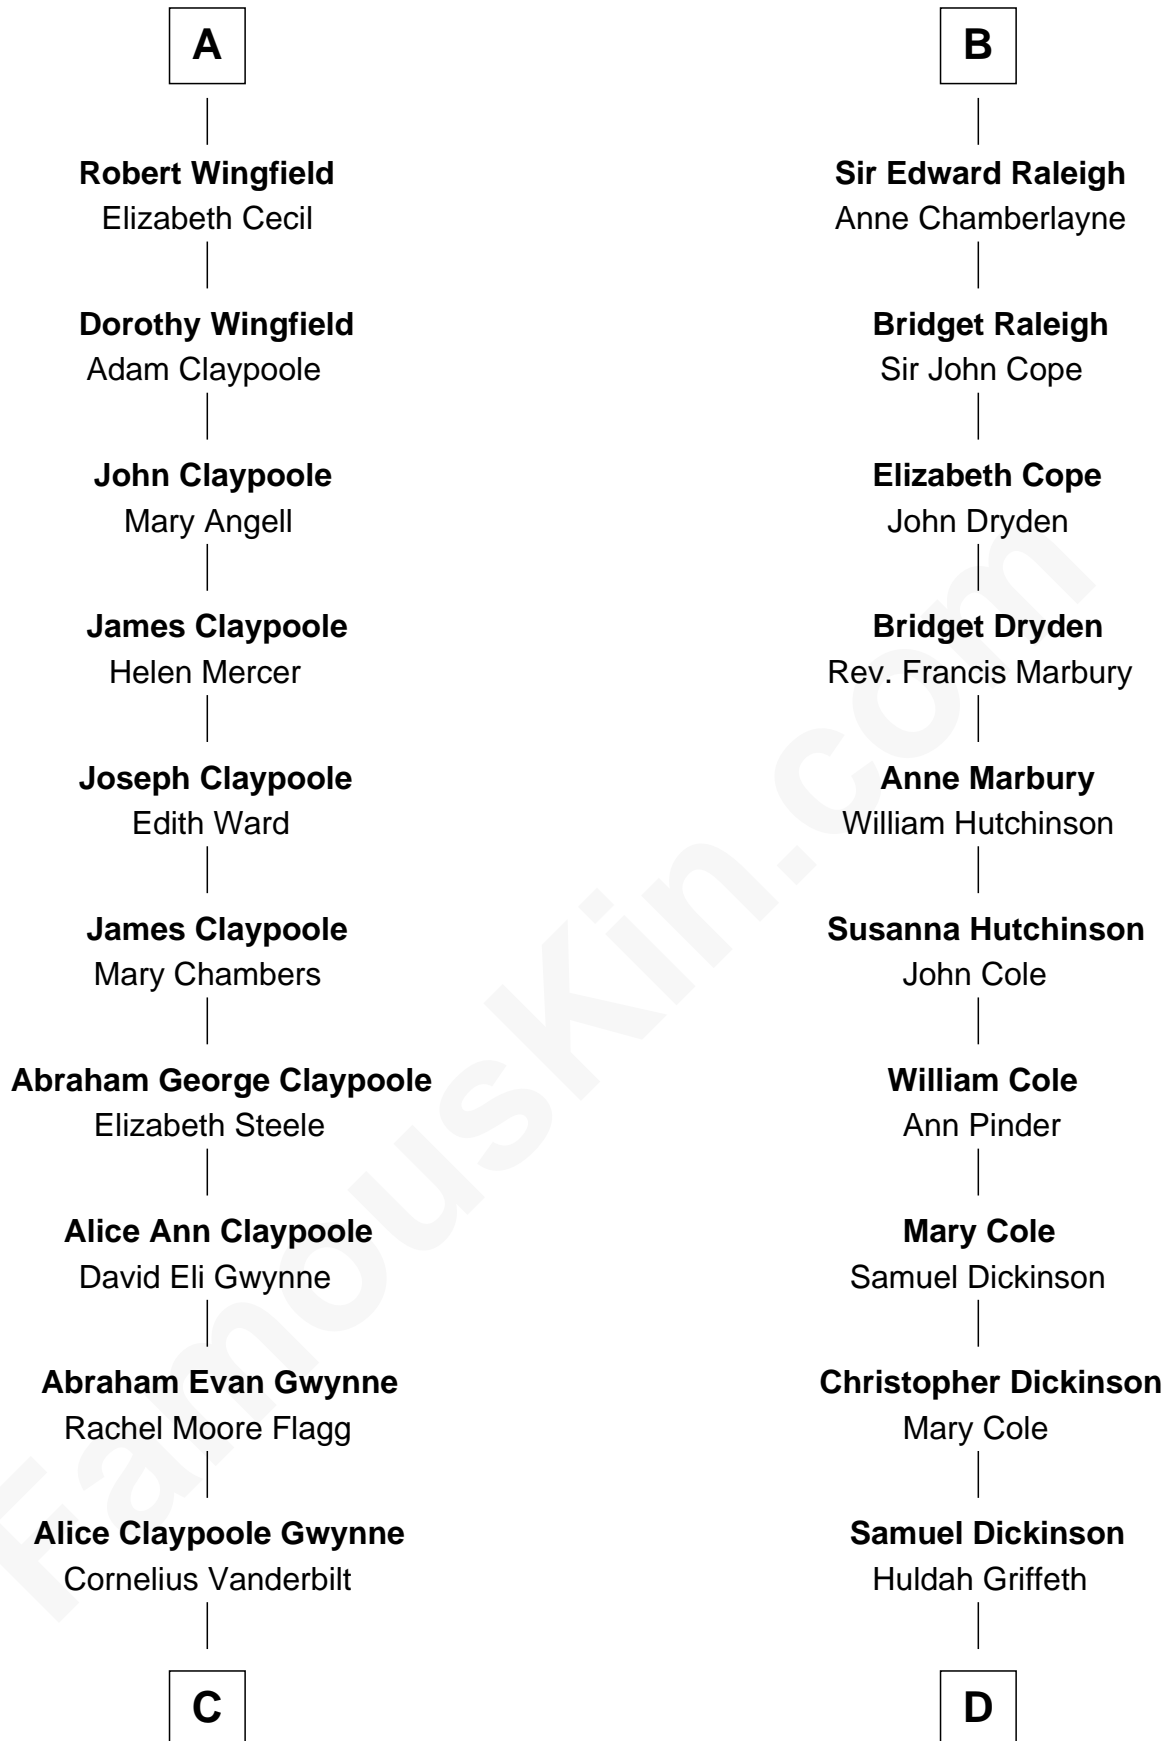 A
Robert Wingfield
Elizabeth Cecil
Dorothy Wingfield
Adam Claypoole
John Claypoole
Mary Angell
James Claypoole
Helen Mercer
Joseph Claypoole
Edith Ward
James Claypoole
Mary Chambers
Abraham George Claypoole
Elizabeth Steele
Alice Ann Claypoole
David Eli Gwynne
Abraham Evan Gwynne
Rachel Moore Flagg
Alice Claypoole Gwynne
Cornelius Vanderbilt
C
B
Sir Edward Raleigh
Anne Chamberlayne
Bridget Raleigh
Sir John Cope
Elizabeth Cope
John Dryden
Bridget Dryden
Rev. Francis Marbury
Anne Marbury
William Hutchinson
Susanna Hutchinson
John Cole
William Cole
Ann Pinder
Mary Cole
Samuel Dickinson
Christopher Dickinson
Mary Cole
Samuel Dickinson
Huldah Griffeth
D
FamousKin.com